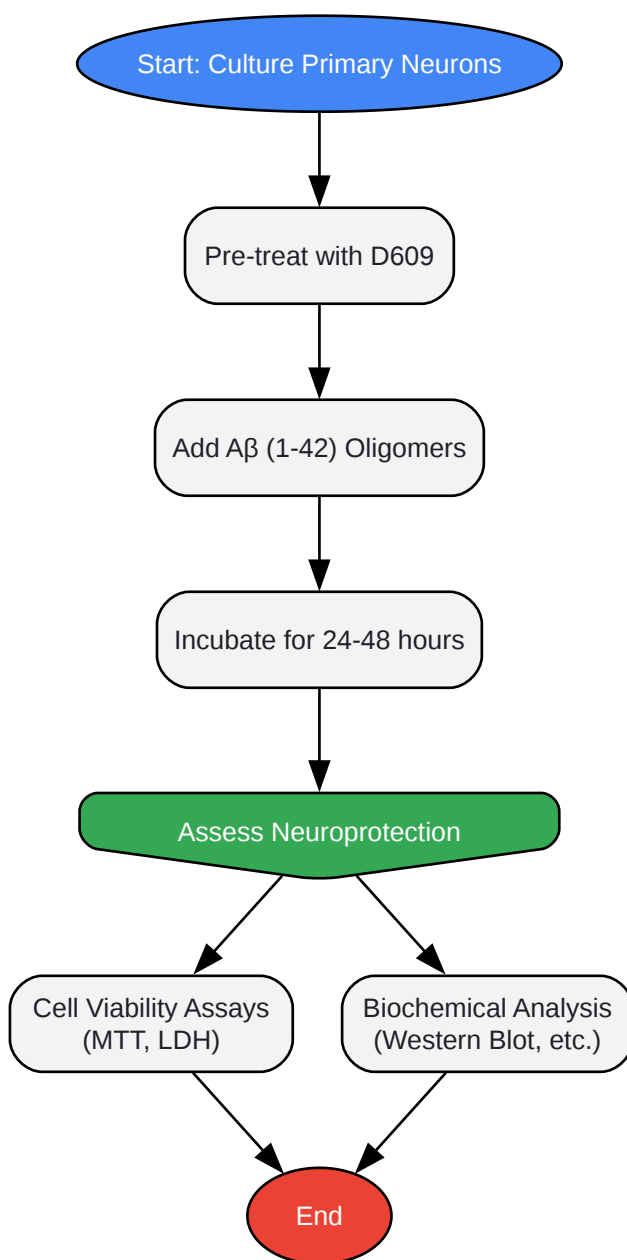 Start: Culture Primary Neurons
Pre-treat with D609
Add Aβ (1-42) Oligomers
Incubate for 24-48 hours
Assess Neuroprotection
Cell Viability Assays
(MTT, LDH)
Biochemical Analysis
(Western Blot, etc.)
End